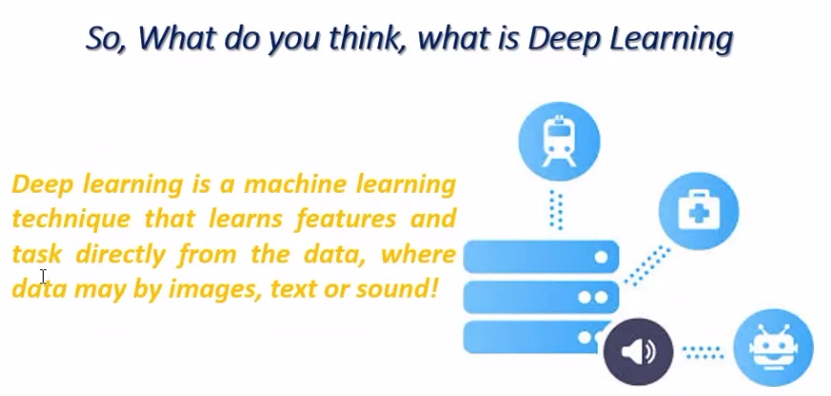 So, What do you think, what is Deep Learning
Deep learning is a machine learning
technique that learns features and
task directly from the data, where
data may by images, text or sound!